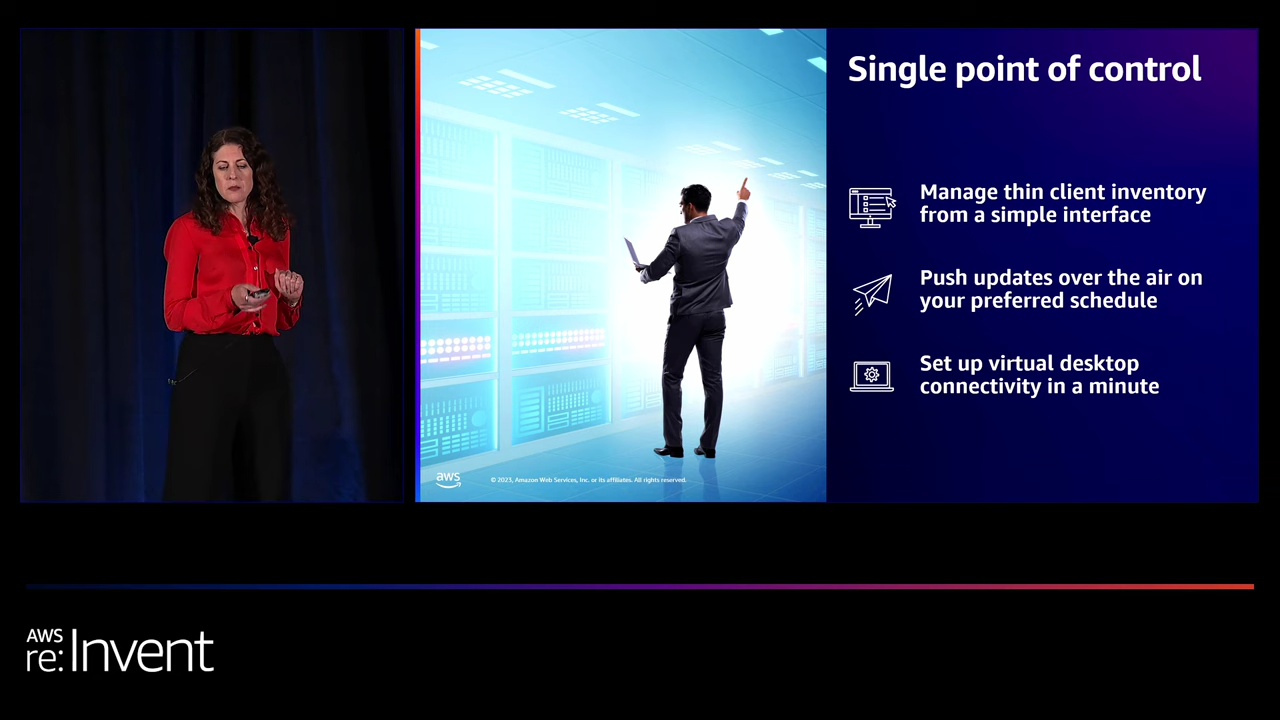 Single point of control
Manage thin client inventory
from a simple interface
Push updates over the air on
your preferred schedule
Set up virtual desktop
connectivity in a minute
aws
© 2023, Amazon Web Services, Inc. or its affiliates. All rights reserved.
AWS
re:Invent